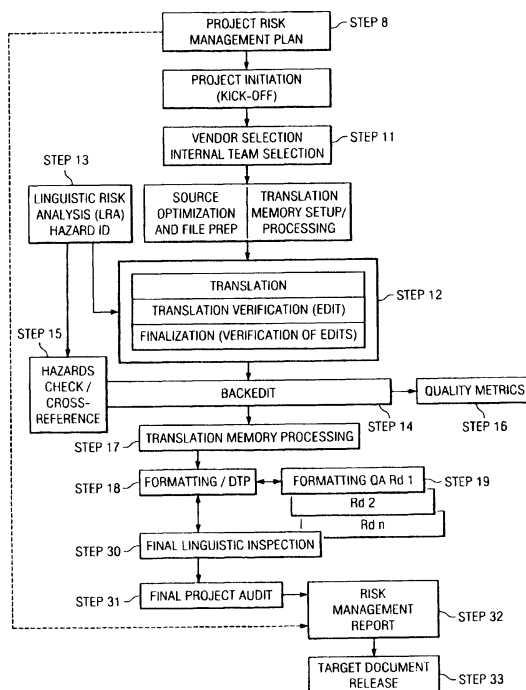 PROJECT RISK
MANAGEMENT PLAN
STEP 8
PROJECT INITIATION
(KICK-OFF)
VENDOR SELECTION
INTERNAL TEAM SELECTION
STEP 11
STEP 13
LINGUISTIC RISK
ANALYSIS (LRA)
HAZARD ID
SOURCE
OPTIMIZATION
AND FILE PREP
TRANSLATION
MEMORY SETUP/
PROCESSING
TRANSLATION
TRANSLATION VERIFICATION (EDIT)
FINALIZATION (VERIFICATION OF EDITS)
STEP 12
STEP 15
HAZARDS
CHECK /
CROSS-
REFERENCE
BACKEDIT
STEP 14
QUALITY METRICS
STEP 16
STEP 17
TRANSLATION MEMORY PROCESSING
STEP 18
FORMATTING / DTP
FORMATTING QA Rd 1
STEP 19
Rd 2
Rd n
STEP 30
FINAL LINGUISTIC INSPECTION
STEP 31
FINAL PROJECT AUDIT
RISK
MANAGEMENT
REPORT
STEP 32
TARGET DOCUMENT
RELEASE
STEP 33